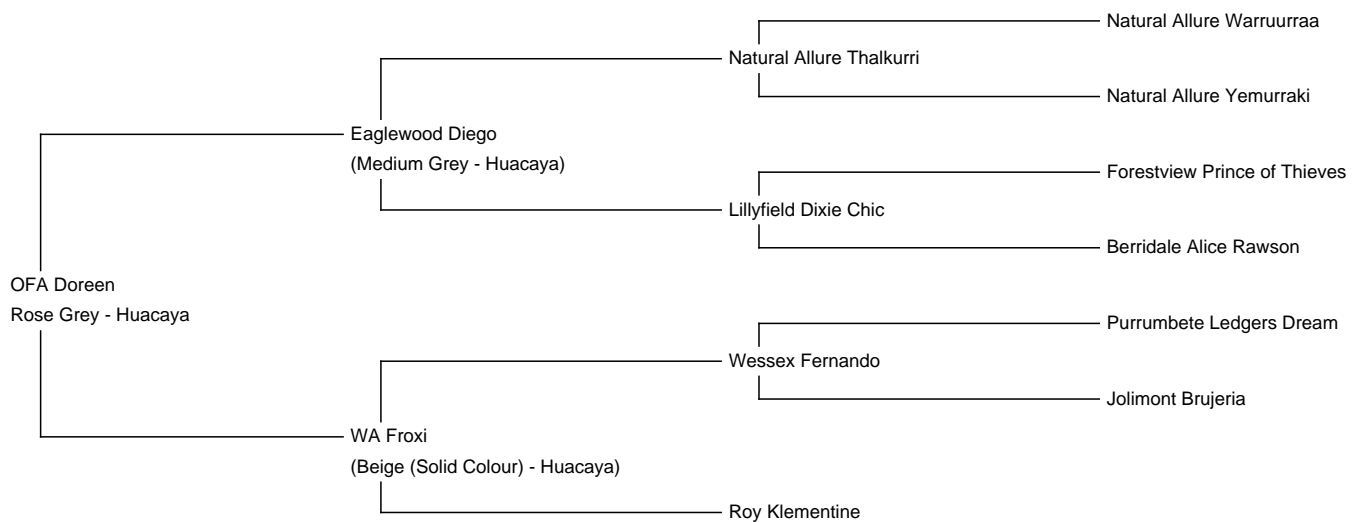 Natural Allure Warruurraa
Natural Allure Thalkurri
Natural Allure Yemurraki
Eaglewood Diego
(Medium Grey - Huacaya)
Forestview Prince of Thieves
Lillyfield Dixie Chic
Berridale Alice Rawson
OFA Doreen
Rose Grey - Huacaya
Purrumbete Ledgers Dream
Wessex Fernando
Jolimont Brujeria
WA Froxi
(Beige (Solid Colour) - Huacaya)
Roy Klementine